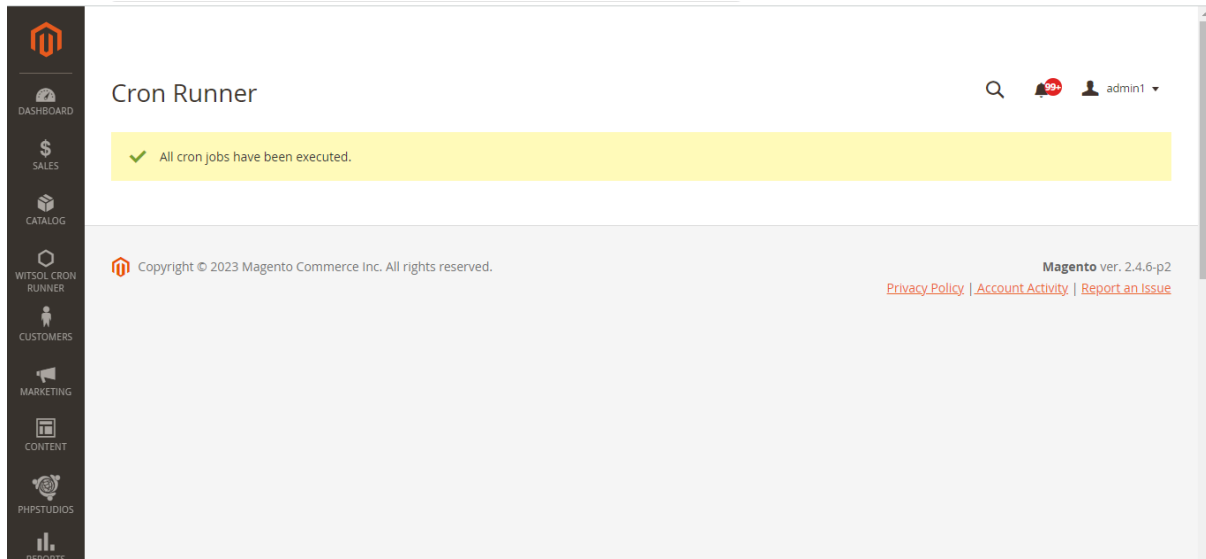 DASHBOARD
SALES
CATALOG
WITSOL CRON
RUNNER
CUSTOMERS
MARKETING
CONTENT
PHPSTUDIOS
REPORTS
Cron Runner
99+
admin1
All cron jobs have been executed.
Copyright © 2023 Magento Commerce Inc. All rights reserved.
Magento ver. 2.4.6-p2
Privacy Policy | Account Activity | Report an Issue